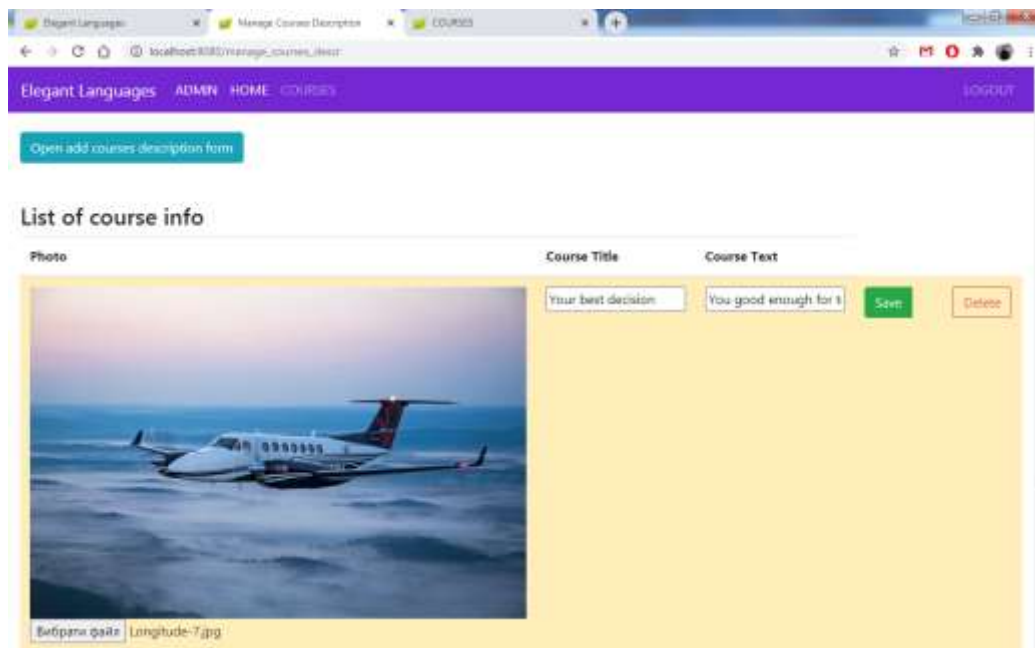 Elegant Languages Manage Courses Description COURSES
localhost:8080/manage_courses_descr
Elegant Languages ADMIN HOME COURSES LOGOUT
Open add courses description form
List of course info
Photo Course Title Course Text
Your best decision You good enough for t Save Delete
Вибрати файл Longitude-7.jpg